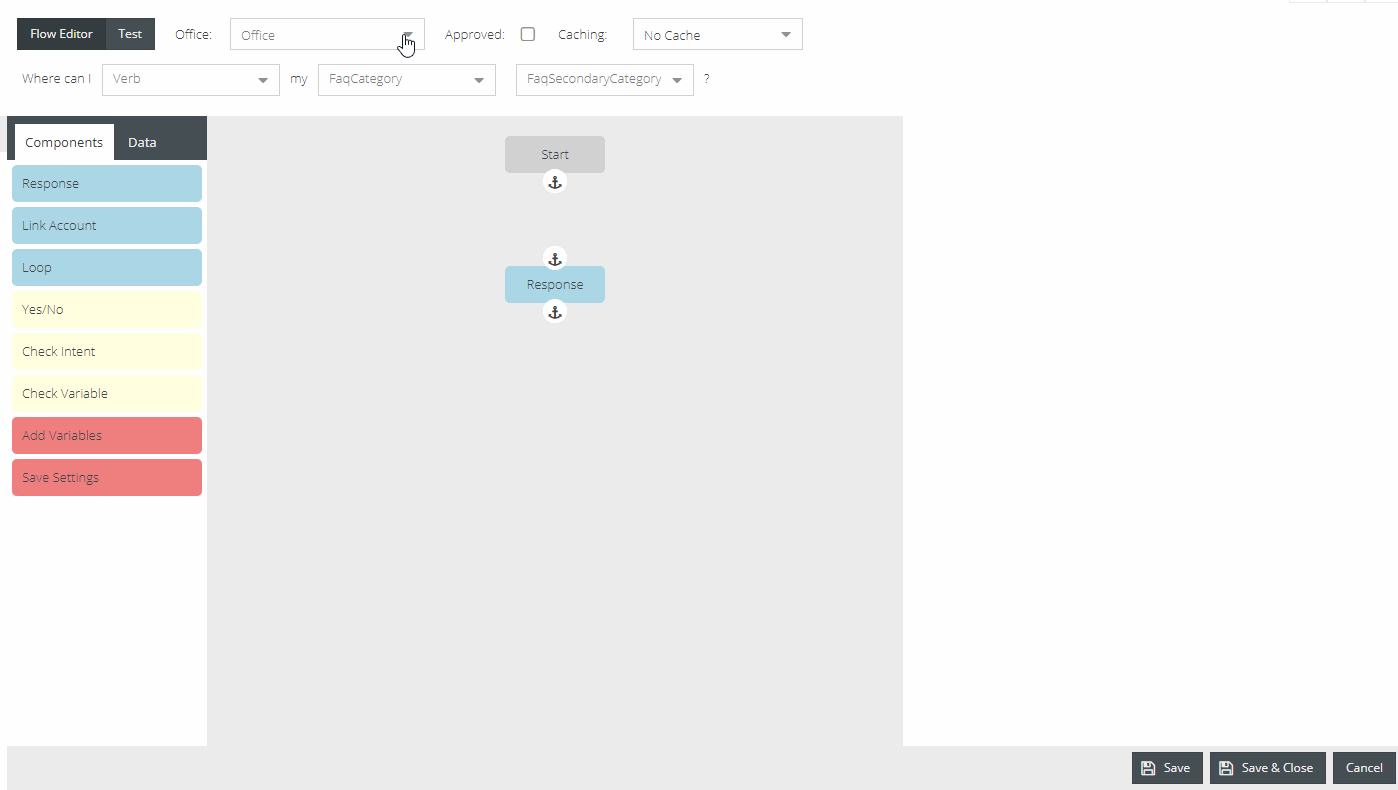 Flow Editor Test Office: Office Approved: Caching: No Cache
Where can I Verb my FaqCategory FaqSecondaryCategory ?
Components Data
Response
Link Account
Loop
Yes/No
Check Intent
Check Variable
Add Variables
Save Settings
Start
Response
Save Save & Close Cancel